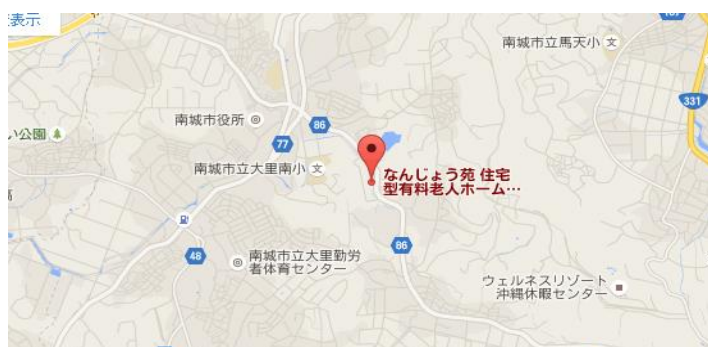 表示
南城市立馬天小
331
南城市役所
86
い公園
77
南城市立大里南小
なんじょう苑 住宅
型有料老人ホーム…
86
48
南城市立大里勤労
者体育センター
ウェルネスリゾート
沖縄休暇センター